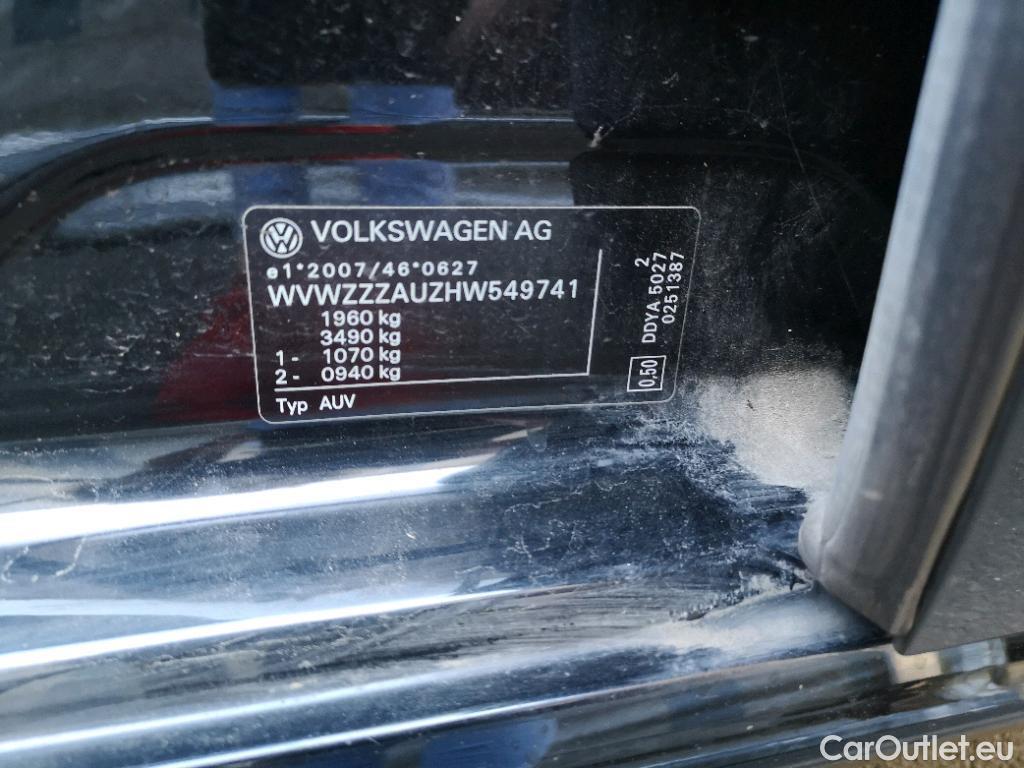 VOLKSWAGEN AG
e1*2007/46*0627
WVWZZZAUZHW549741
1960 kg
3490 kg
1- 1070 kg
2- 0940 kg
Typ AUV
2
DDYA 5027
0251387
0,50
CarOutlet.eu